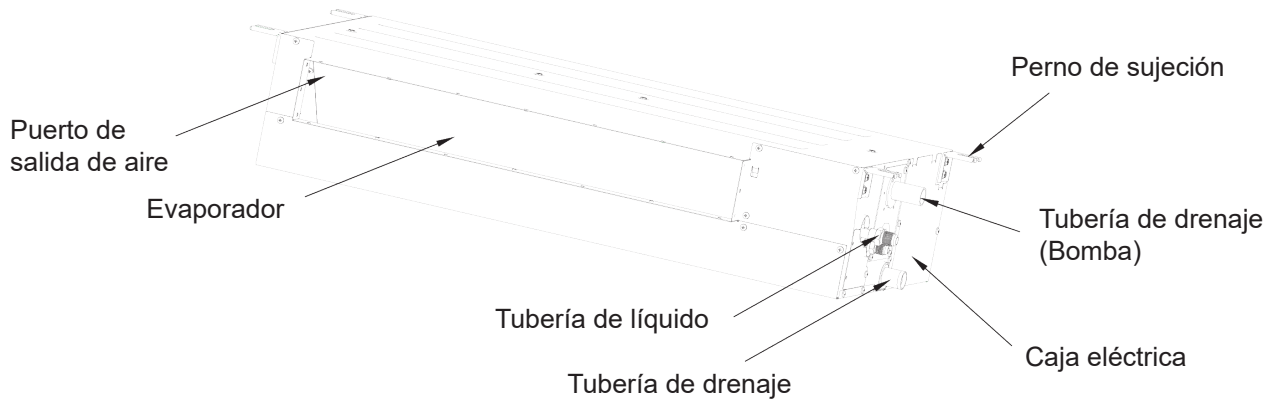 Perno de sujeción
Puerto de
salida de aire
Evaporador
Tubería de drenaje
(Bomba)
Tubería de líquido
Caja eléctrica
Tubería de drenaje